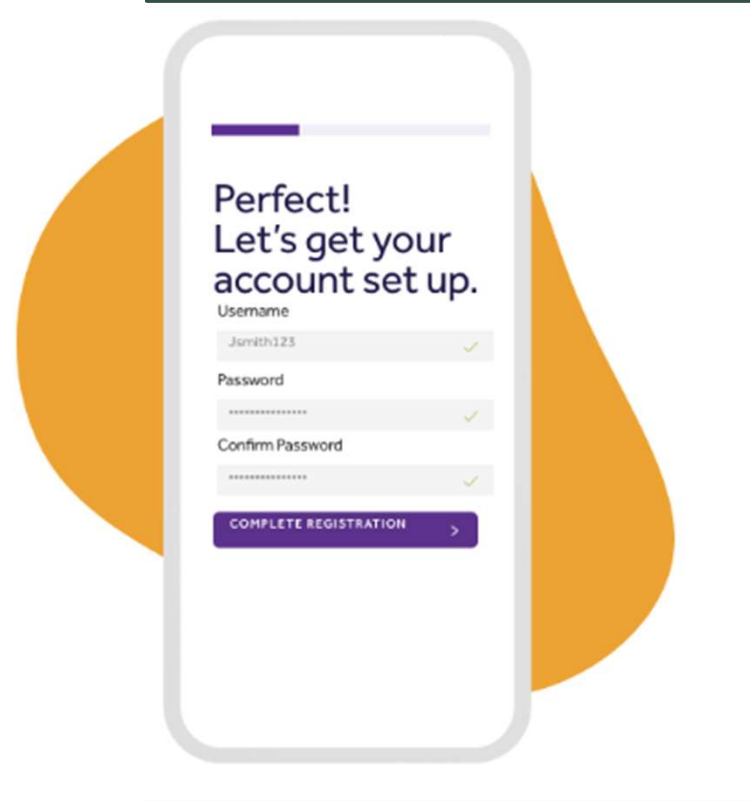 Perfect!
Let's get your
account set up.
Username
Jsmith123
Password
***************
Confirm Password
***************
COMPLETE REGISTRATION >